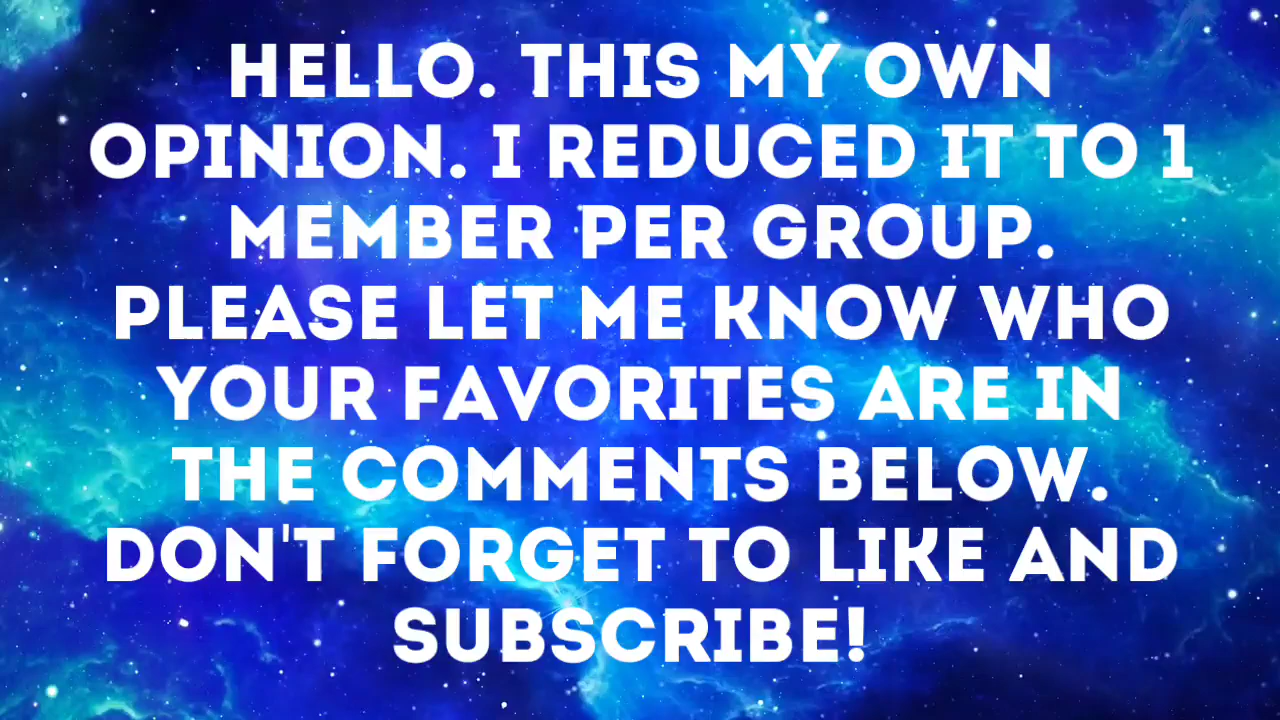 HELLO. THIS MY OWN
OPINION. I REDUCED IT TO 1
MEMBER PER GROUP.
PLEASE LET ME KNOW WHO
YOUR FAVORITES ARE IN
THE COMMENTS BELOW.
DON'T FORGET TO LIKE AND
SUBSCRIBE!